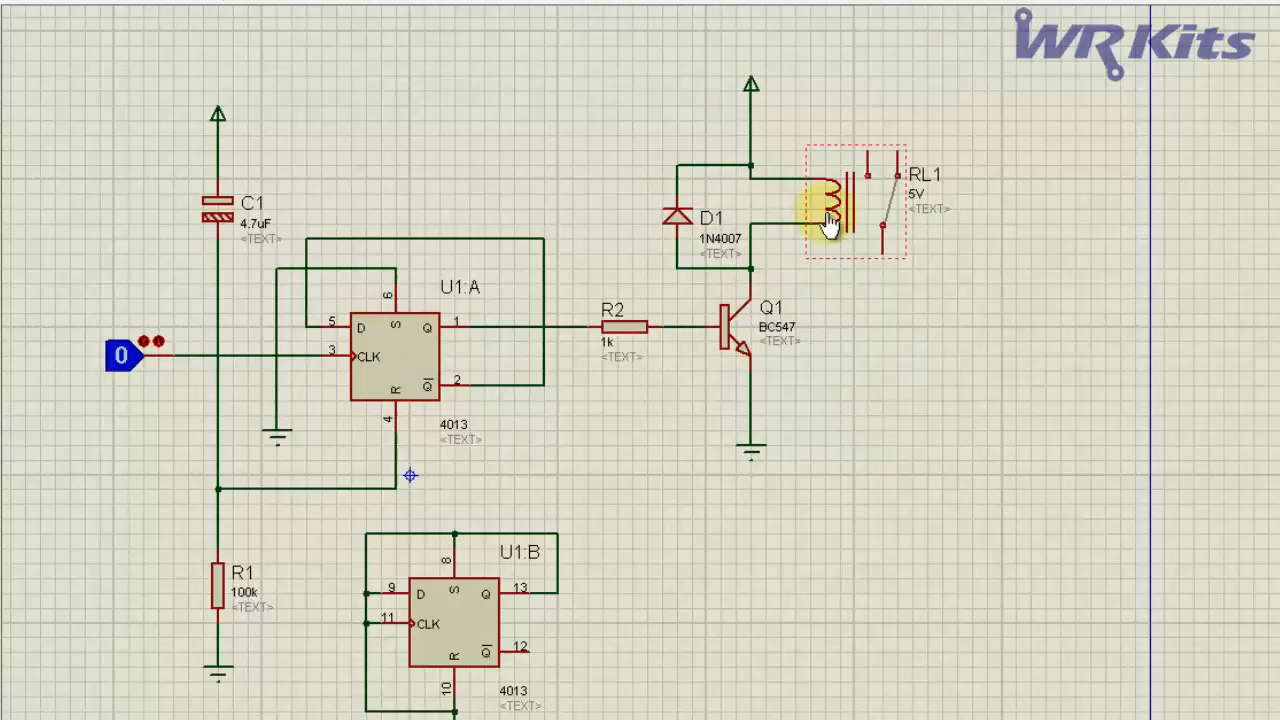 WR Kits
C1
4.7uF
<TEXT>
RL1
5V
<TEXT>
D1
1N4007
<TEXT>
U1:A
6
S
5
D
Q
1
3
CLK
R
Q
2
4
4013
<TEXT>
0
R2
1k
<TEXT>
Q1
BC547
<TEXT>
R1
100k
<TEXT>
U1:B
8
S
9
D
Q
13
11
CLK
R
Q
12
10
4013
<TEXT>